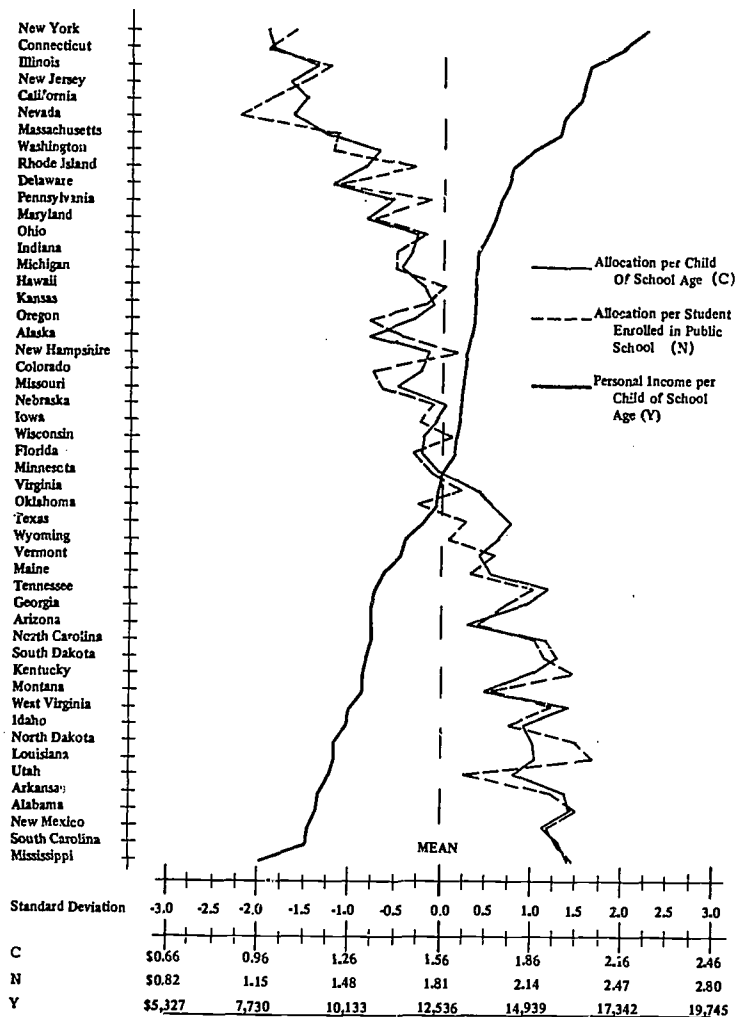 New York
Connecticut
Illinois
New Jersey
California
Nevada
Massachusetts
Washington
Rhode Island
Delaware
Pennsylvania
Maryland
Ohio
Indiana
Michigan
Hawaii
Kansas
Oregon
Alaska
New Hampshire
Colorado
Missouri
Nebraska
Iowa
Wisconsin
Florida
Minnesota
Virginia
Oklahoma
Texas
Wyoming
Vermont
Maine
Tennessee
Georgia
Arizona
North Carolina
South Dakota
Kentucky
Montana
West Virginia
Idaho
North Dakota
Louisiana
Utah
Arkansas
Alabama
New Mexico
South Carolina
Mississippi
Allocation per Child
Of School Age (C)
Allocation per Student
Enrolled in Public
School (N)
Personal Income per
Child of School
Age (Y)
MEAN
Standard Deviation -3.0 -2.5 -2.0 -1.5 -1.0 -0.5 0.0 0.5 1.0 1.5 2.0 2.5 3.0
C $0.66 0.96 1.26 1.56 1.86 2.16 2.46
N $0.82 1.15 1.48 1.81 2.14 2.47 2.80
Y $5,327 7,730 10,133 12,536 14,939 17,342 19,745